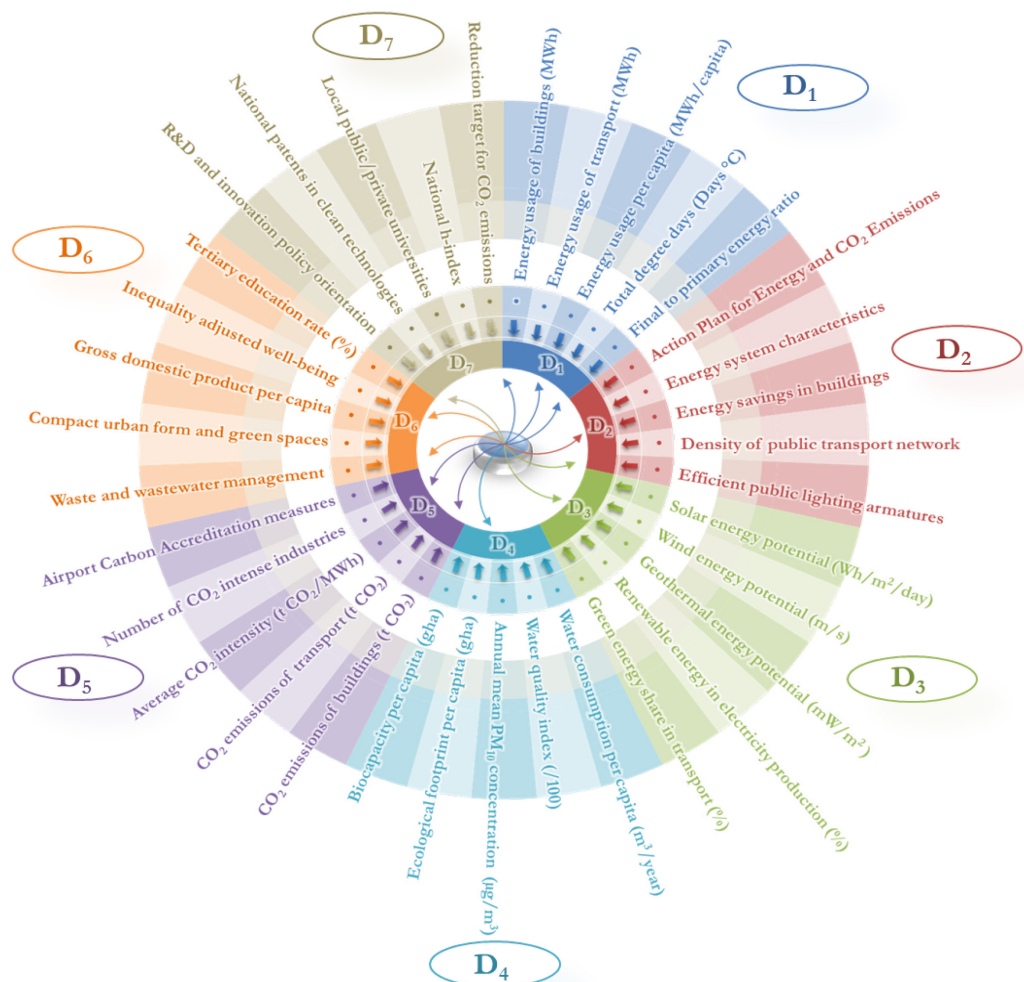 D₇
D₁
D₂
D₃
D₄
D₅
D₆
Energy usage of buildings (MWh)
Energy usage of transport (MWh)
Energy usage per capita (MWh/capita)
Total degree days (Days °C)
Final to primary energy ratio
Action Plan for Energy and CO₂ Emissions
Energy system characteristics
Energy savings in buildings
Density of public transport network
Efficient public lighting armatures
Solar energy potential (Wh/m²/day)
Wind energy potential (m/s)
Geothermal energy potential (mW/m²)
Renewable energy in electricity production (%)
Green energy share in transport (%)
Water consumption per capita (m³/year)
Water quality index (/100)
Annual mean PM₁₀ concentration (µg/m³)
Ecological footprint per capita (gha)
Biocapacity per capita (gha)
CO₂ emissions of buildings (t CO₂)
CO₂ emissions of transport (t CO₂)
Average CO₂ intensity (t CO₂/MWh)
Number of CO₂ intense industries
Airport Carbon Accreditation measures
Waste and wastewater management
Compact urban form and green spaces
Gross domestic product per capita
Inequality adjusted well-being
Tertiary education rate (%)
R&D and innovation policy orientation
National patents in clean technologies
Local public/private universities
National h-index
Reduction target for CO₂ emissions
D₁
D₂
D₃
D₄
D₅
D₆
D₇